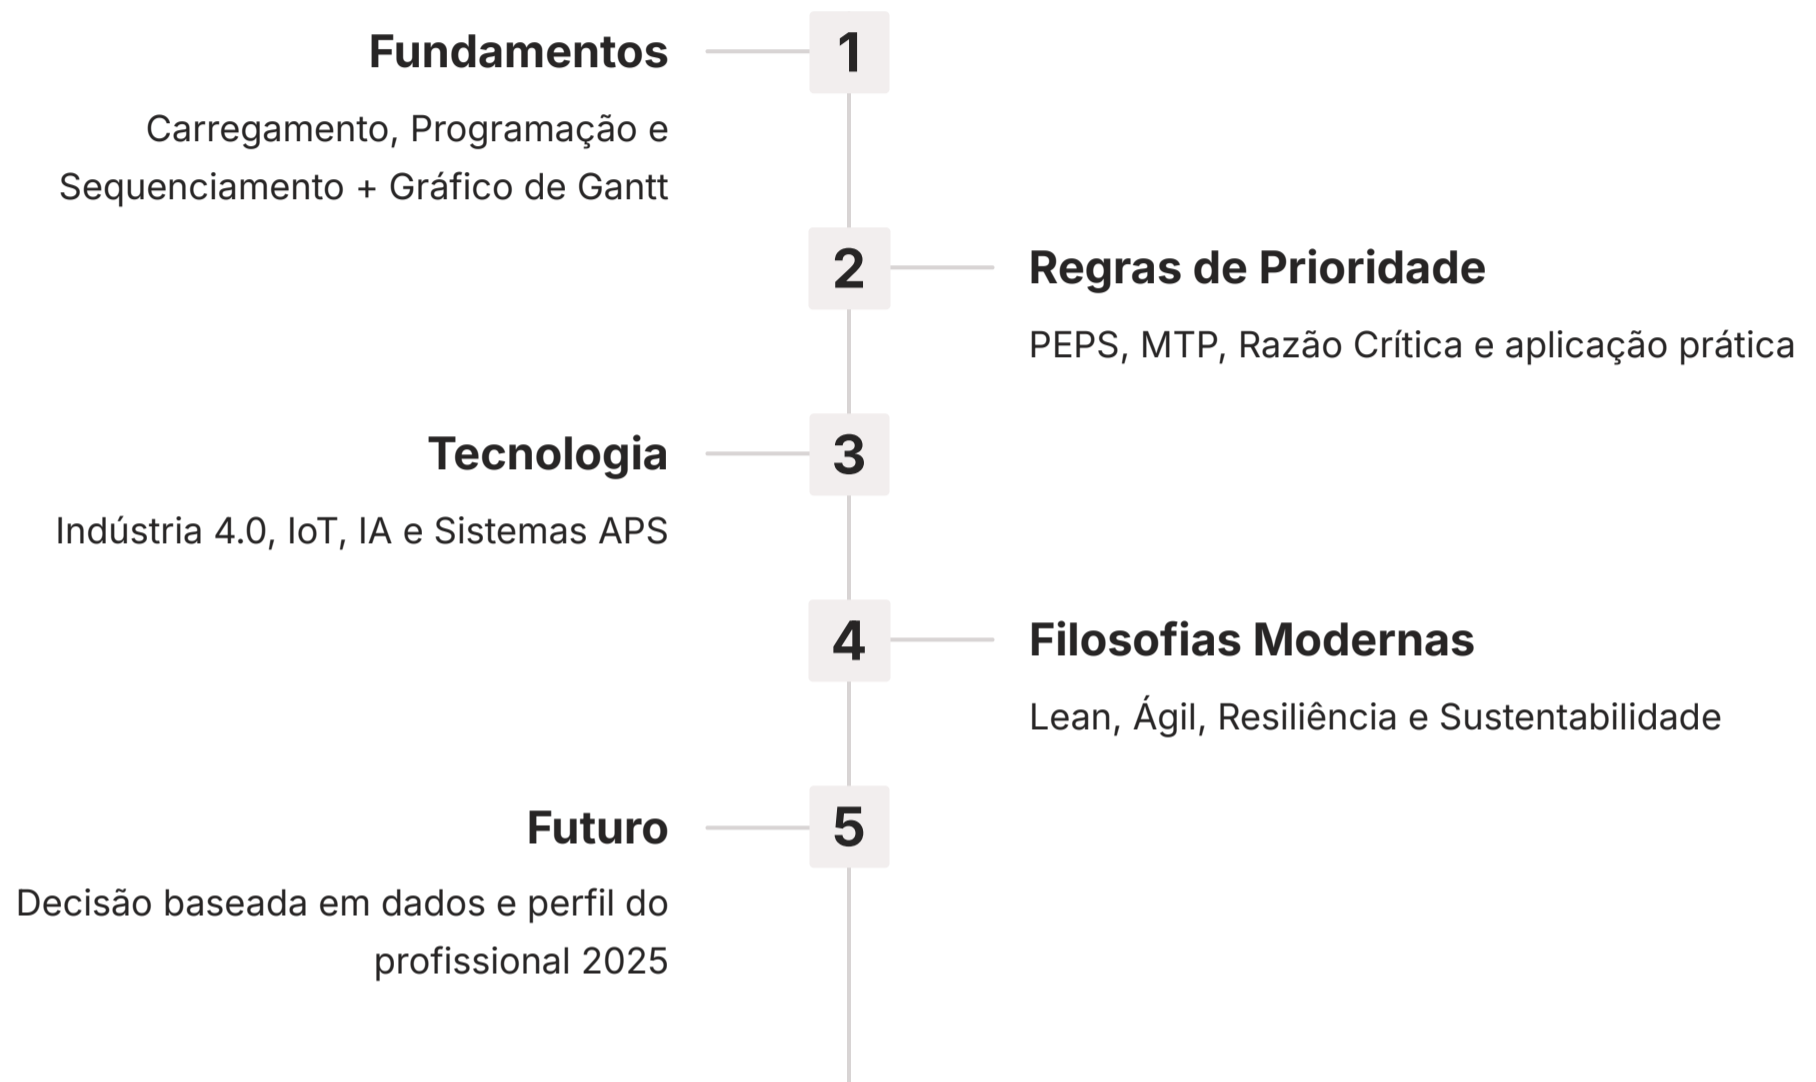 1
Fundamentos
Carregamento, Programação e
Sequenciamento + Gráfico de Gantt
2
Regras de Prioridade
PEPS, MTP, Razão Crítica e aplicação prática
3
Tecnologia
Indústria 4.0, IoT, IA e Sistemas APS
4
Filosofias Modernas
Lean, Ágil, Resiliência e Sustentabilidade
5
Futuro
Decisão baseada em dados e perfil do
profissional 2025